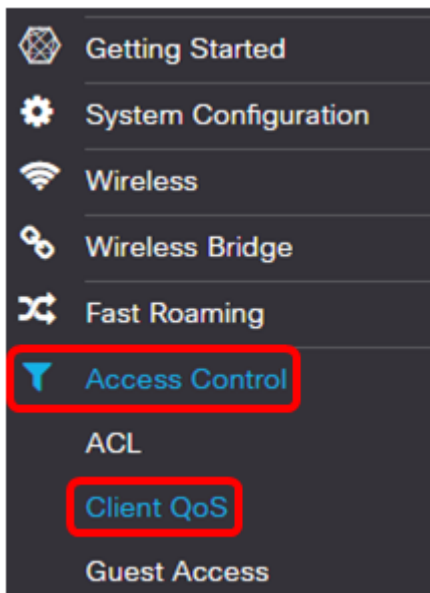 Getting Started
System Configuration
Wireless
Wireless Bridge
Fast Roaming
Access Control
ACL
Client QoS
Guest Access